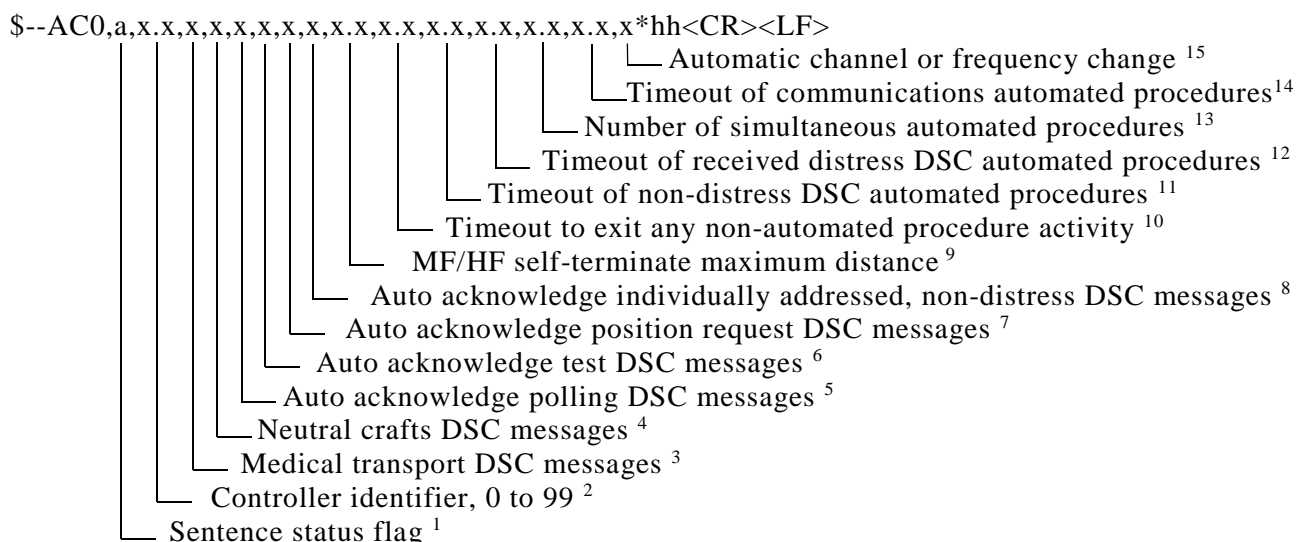 $--AC0,a,x.x,x,x,x,x,x,x,x.x,x.x,x.x,x.x,x.x,x.x,x*hh<CR><LF>
Automatic channel or frequency change 15
Timeout of communications automated procedures14
Number of simultaneous automated procedures 13
Timeout of received distress DSC automated procedures 12
Timeout of non-distress DSC automated procedures 11
Timeout to exit any non-automated procedure activity 10
MF/HF self-terminate maximum distance 9
Auto acknowledge individually addressed, non-distress DSC messages 8
Auto acknowledge position request DSC messages 7
Auto acknowledge test DSC messages 6
Auto acknowledge polling DSC messages 5
Neutral crafts DSC messages 4
Medical transport DSC messages 3
Controller identifier, 0 to 99 2
Sentence status flag 1